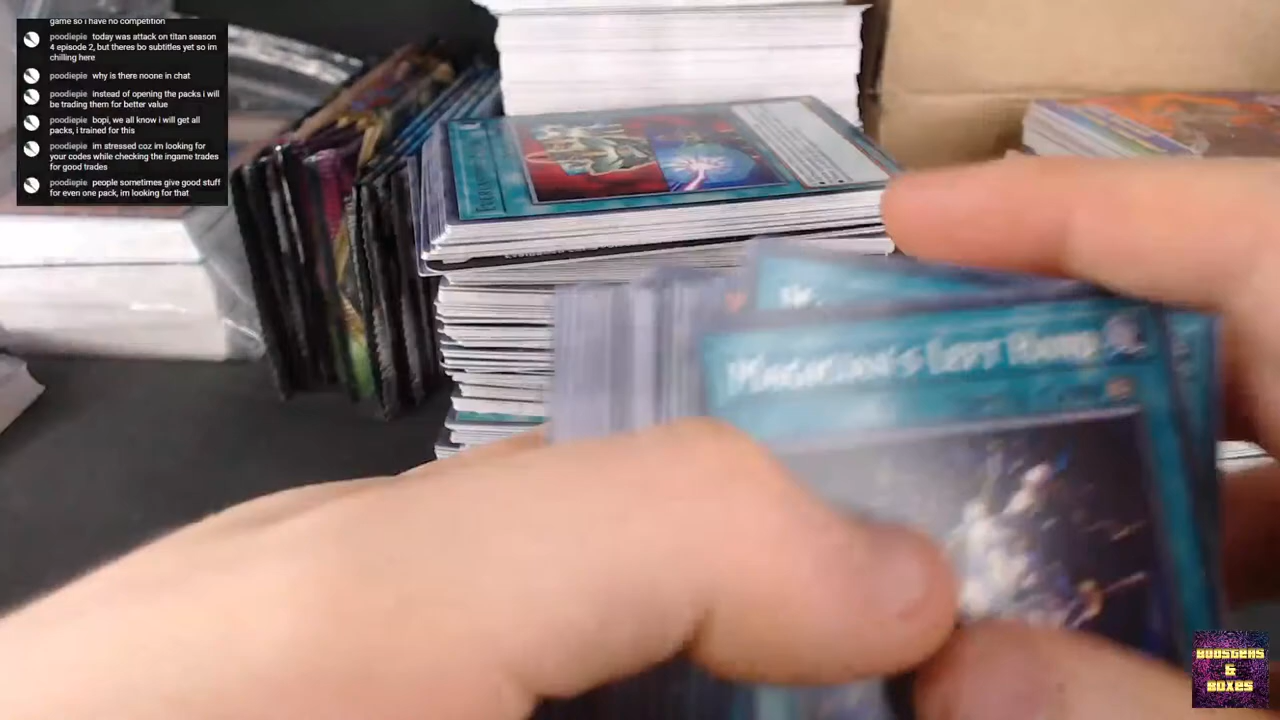 game so i have no competition
poodiepie today was attack on titan season
4 episode 2, but theres bo subtitles yet so im
chilling here
poodiepie why is there noone in chat
poodiepie instead of opening the packs i will
be trading them for better value
poodiepie bopi, we all know i will get all
packs, i trained for this
poodiepie im stressed coz im looking for
your codes while checking the ingame trades
for good trades
poodiepie people sometimes give good stuff
for even one pack, im looking for that
Magician's Left Hand
BOOSTERS
&
BOXES